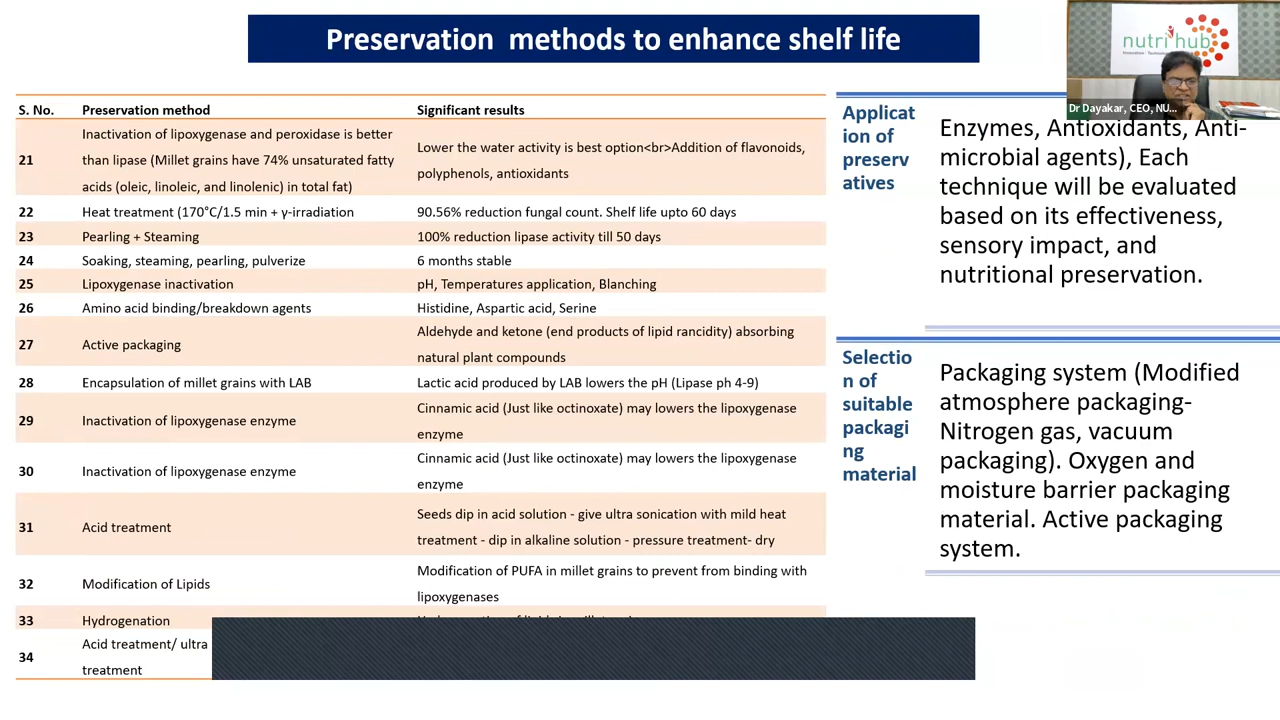 Preservation methods to enhance shelf life
nutrihub
Dr Dayakar, CEO, NU...
S. No. Preservation method Significant results
21 Inactivation of lipoxygenase and peroxidase is better
than lipase (Millet grains have 74% unsaturated fatty
acids (oleic, linoleic, and linolenic) in total fat)
Lower the water activity is best option<br>Addition of flavonoids,
polyphenols, antioxidants
22 Heat treatment (170°C/1.5 min + γ-irradiation 90.56% reduction fungal count. Shelf life upto 60 days
23 Pearling + Steaming 100% reduction lipase activity till 50 days
24 Soaking, steaming, pearling, pulverize 6 months stable
25 Lipoxygenase inactivation pH, Temperatures application, Blanching
26 Amino acid binding/breakdown agents Histidine, Aspartic acid, Serine
27 Active packaging Aldehyde and ketone (end products of lipid rancidity) absorbing
natural plant compounds
28 Encapsulation of millet grains with LAB Lactic acid produced by LAB lowers the pH (Lipase ph 4-9)
29 Inactivation of lipoxygenase enzyme Cinnamic acid (Just like octinoxate) may lowers the lipoxygenase
enzyme
30 Inactivation of lipoxygenase enzyme Cinnamic acid (Just like octinoxate) may lowers the lipoxygenase
enzyme
31 Acid treatment Seeds dip in acid solution - give ultra sonication with mild heat
treatment - dip in alkaline solution - pressure treatment- dry
32 Modification of Lipids Modification of PUFA in millet grains to prevent from binding with
lipoxygenases
33 Hydrogenation
34 Acid treatment/ ultra
treatment
Applicat
ion of
preserv
atives
Enzymes, Antioxidants, Anti-
microbial agents), Each
technique will be evaluated
based on its effectiveness,
sensory impact, and
nutritional preservation.
Selectio
n of
suitable
packagi
ng
material
Packaging system (Modified
atmosphere packaging-
Nitrogen gas, vacuum
packaging). Oxygen and
moisture barrier packaging
material. Active packaging
system.